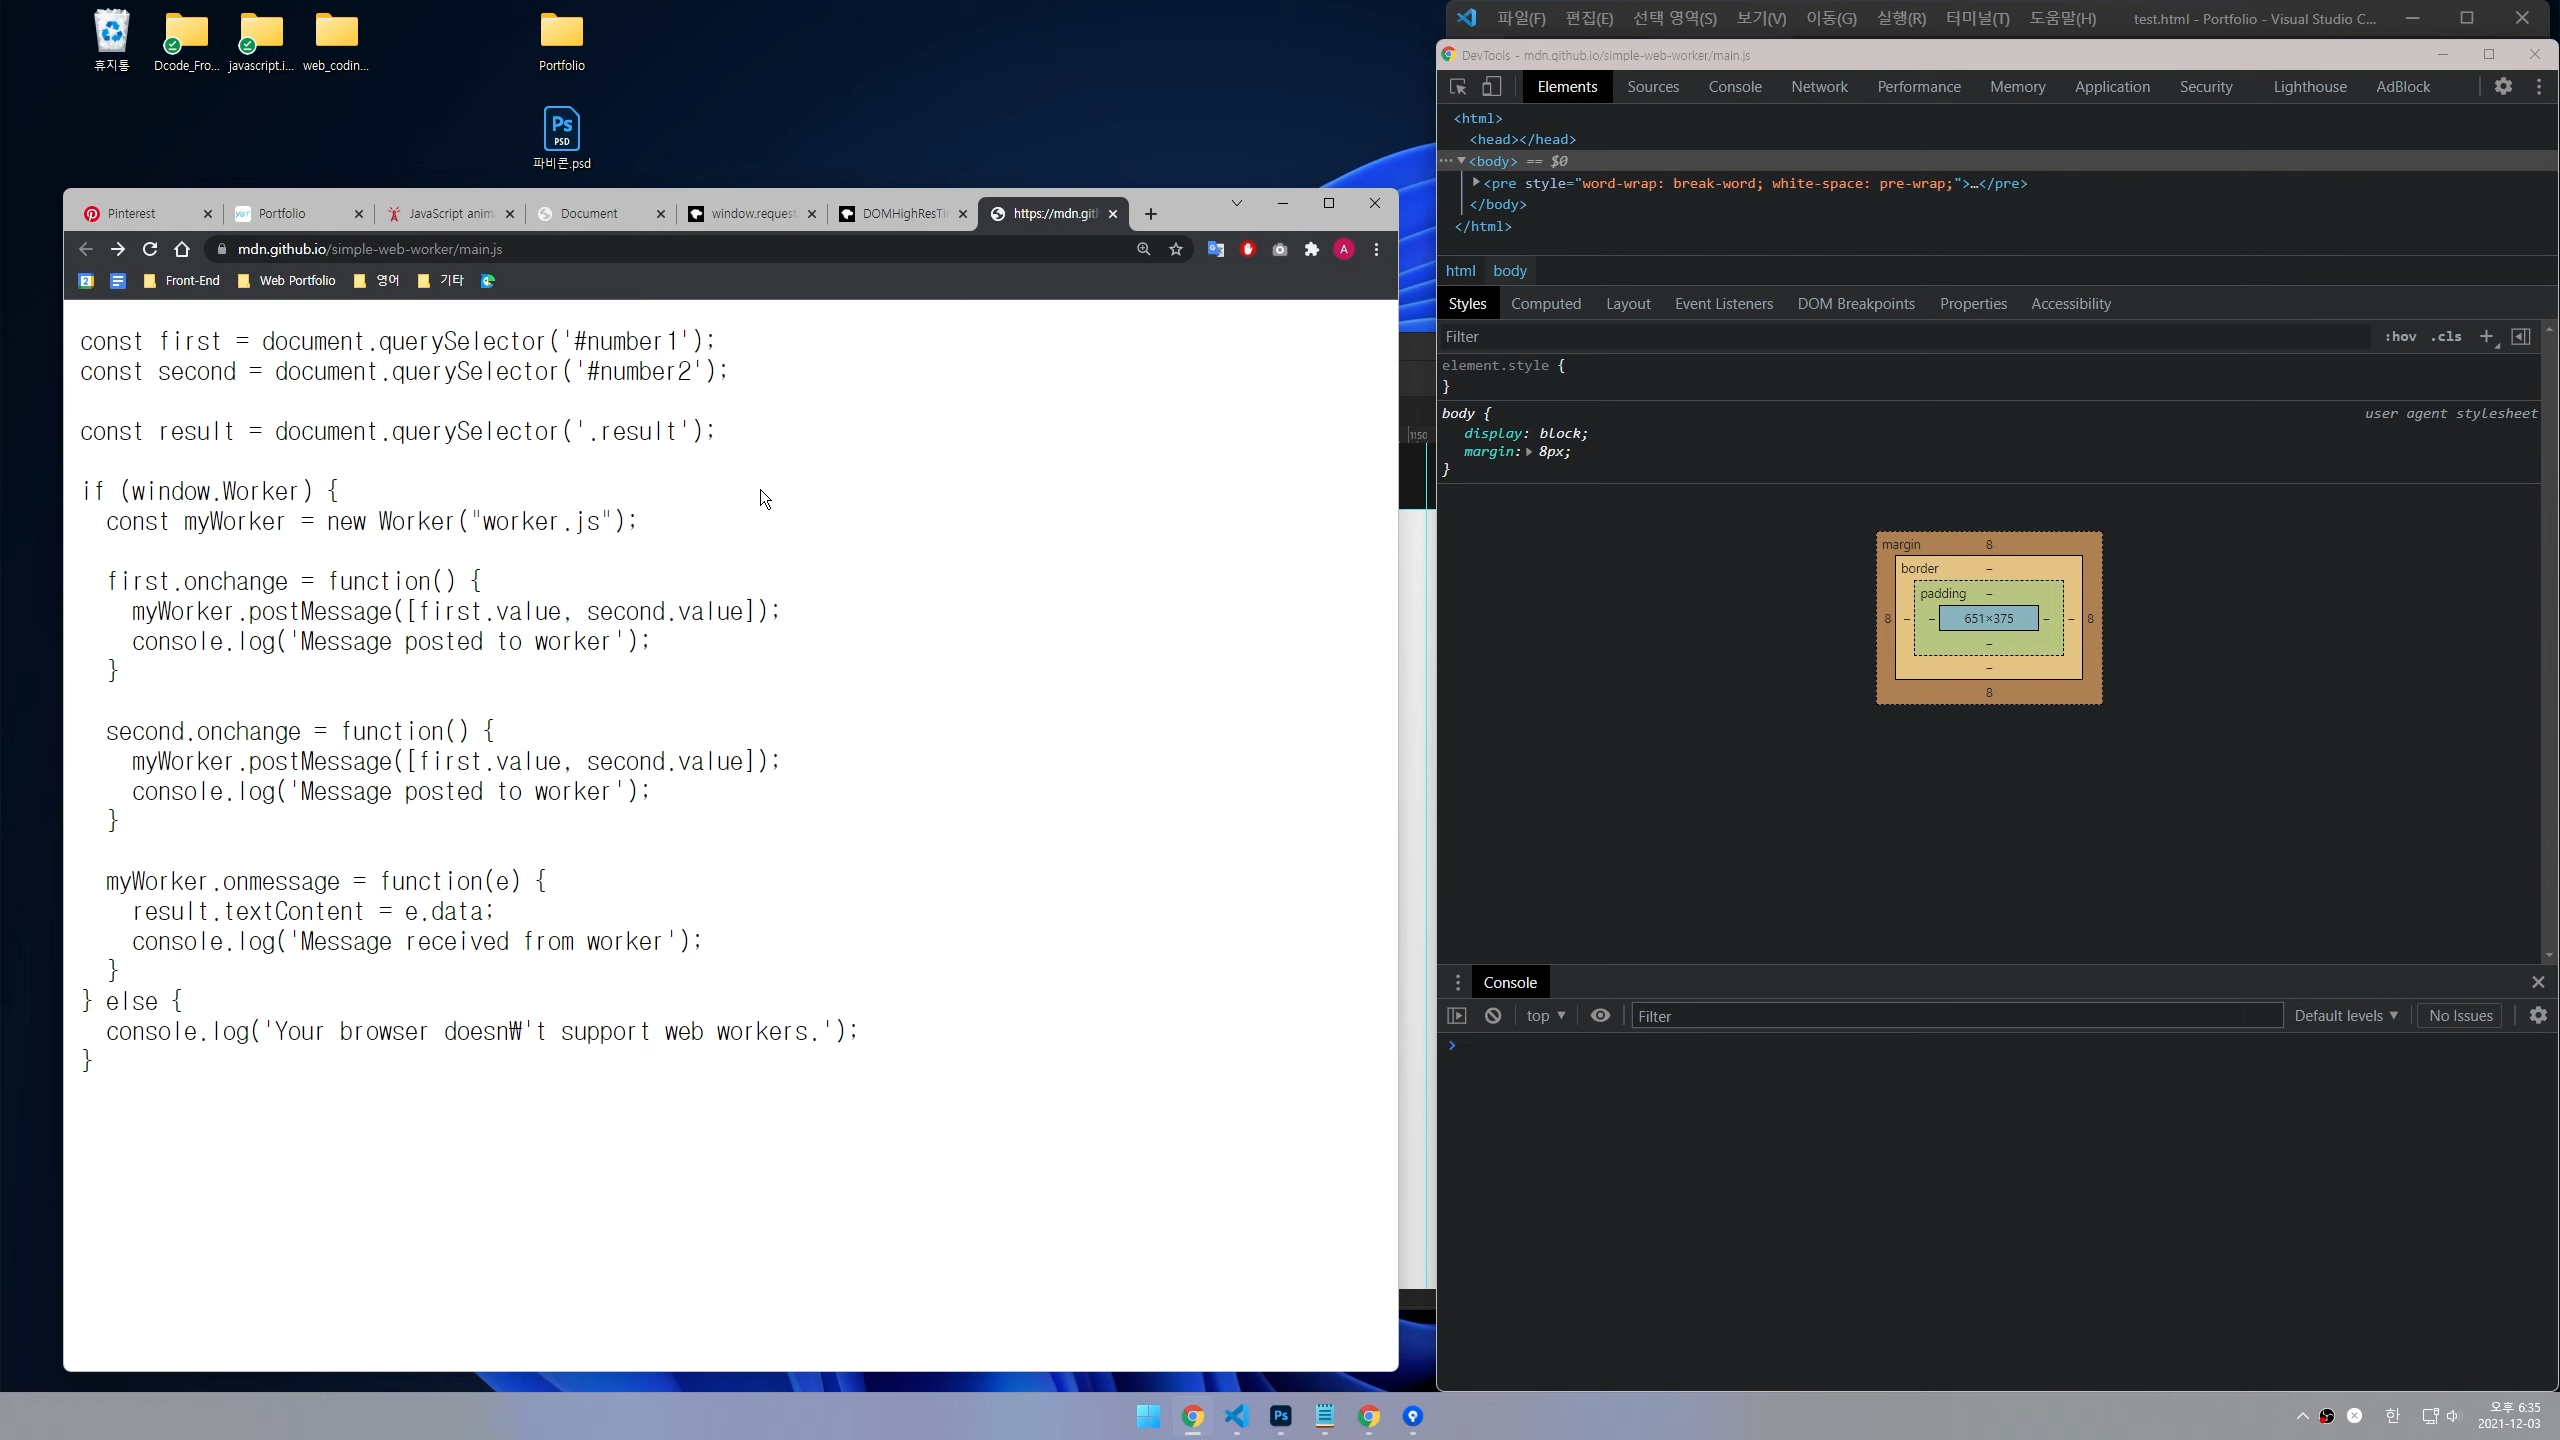 휴지통
Dcode_Fro...
javascript.i...
web_codin...
Portfolio
PSD
Ps
파비콘.psd
파일(F) 편집(E) 선택 영역(S) 보기(V) 이동(G) 실행(R) 터미널(T) 도움말(H) test.html - Portfolio - Visual Studio C...
DevTools - mdn.github.io/simple-web-worker/main.js
Elements Sources Console Network Performance Memory Application Security Lighthouse AdBlock
<html>
<head></head>
<body> == $0
<pre style="word-wrap: break-word; white-space: pre-wrap;">…</pre>
</body>
</html>
html body
Styles Computed Layout Event Listeners DOM Breakpoints Properties Accessibility
Filter :hov .cls
element.style {
}
body { user agent stylesheet
display: block;
margin: 8px;
}
margin 8
border –
padding –
8 – – 651×375 – – 8
–
–
8
Console
top Filter Default levels No Issues
Pinterest Portfolio JavaScript anim Document window.request DOMHighResTi https://mdn.gith
mdn.github.io/simple-web-worker/main.js
Front-End Web Portfolio 영어 기타
const first = document.querySelector('#number1');
const second = document.querySelector('#number2');
const result = document.querySelector('.result');
if (window.Worker) {
const myWorker = new Worker("worker.js");
first.onchange = function() {
myWorker.postMessage([first.value, second.value]);
console.log('Message posted to worker');
}
second.onchange = function() {
myWorker.postMessage([first.value, second.value]);
console.log('Message posted to worker');
}
myWorker.onmessage = function(e) {
result.textContent = e.data;
console.log('Message received from worker');
}
} else {
console.log('Your browser doesn₩'t support web workers.');
}
1150
Ps
한
오후 6:35
2021-12-03